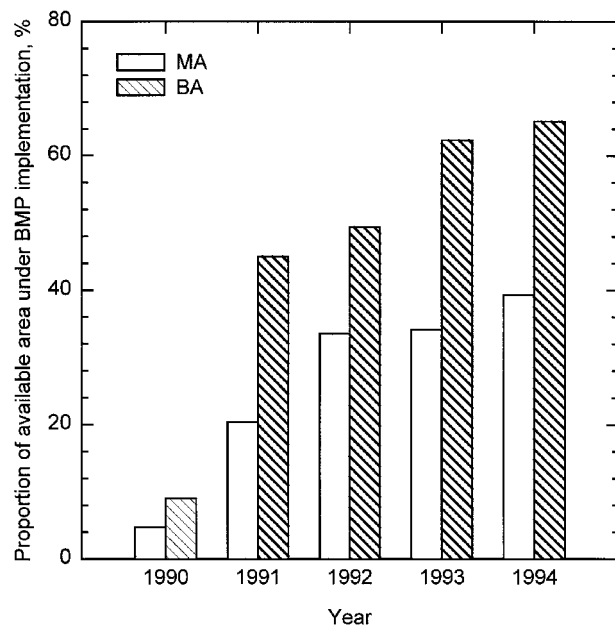 Proportion of available area under BMP implementation, %
80
60
40
20
0
MA
BA
1990 1991 1992 1993 1994
Year